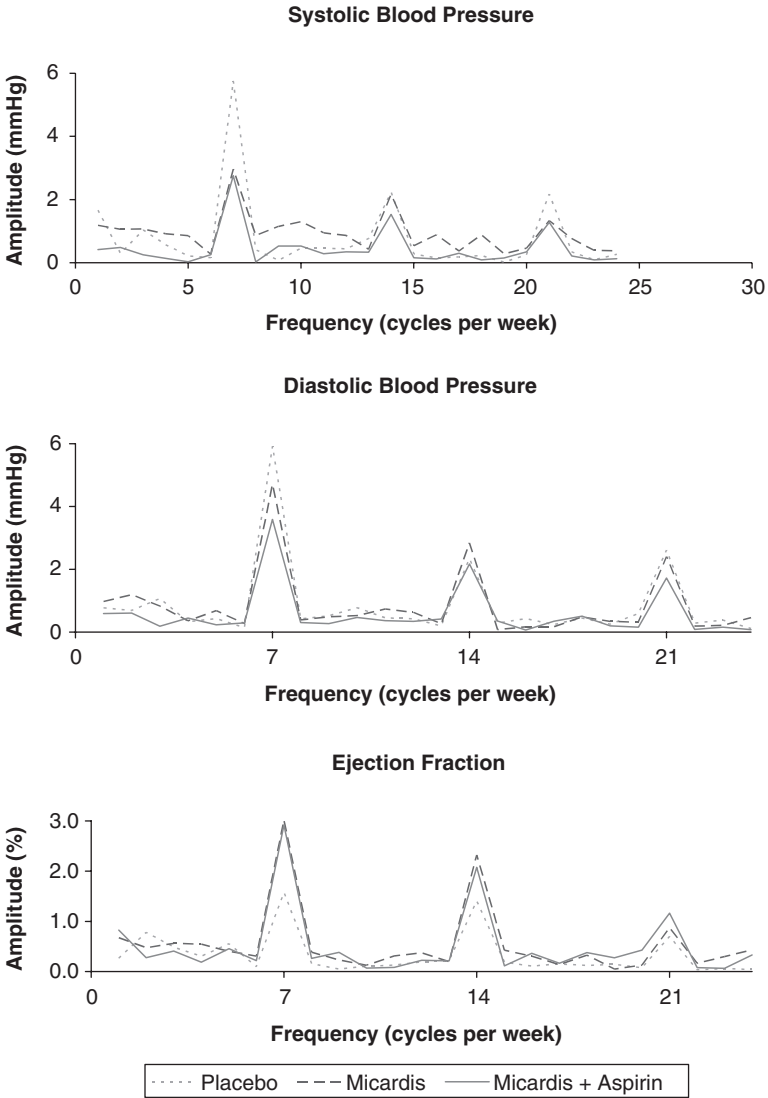 Systolic Blood Pressure
Amplitude (mmHg)
6
4
2
0
0 5 10 15 20 25 30
Frequency (cycles per week)
Diastolic Blood Pressure
Amplitude (mmHg)
6
4
2
0
0 7 14 21
Frequency (cycles per week)
Ejection Fraction
Amplitude (%)
3.0
2.0
1.0
0.0
0 7 14 21
Frequency (cycles per week)
Placebo Micardis Micardis + Aspirin